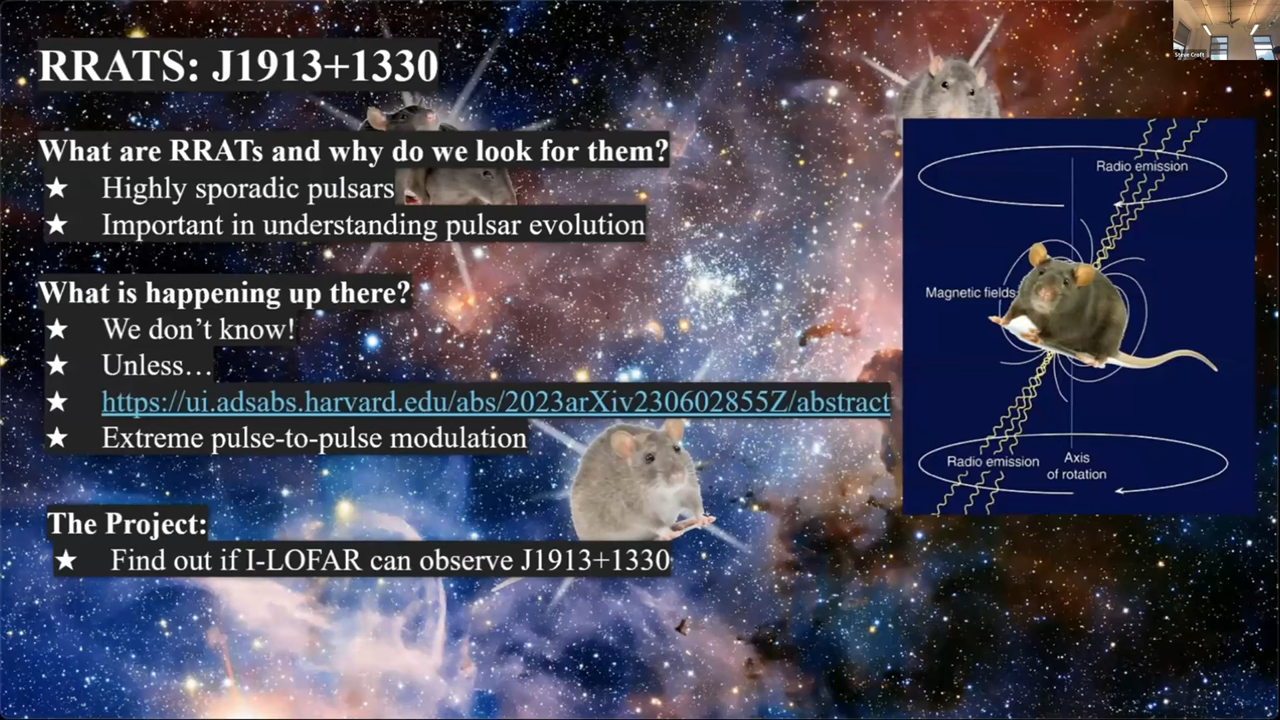 RRATS: J1913+1330
What are RRATs and why do we look for them?
★ Highly sporadic pulsars
★ Important in understanding pulsar evolution
What is happening up there?
★ We don’t know!
★ Unless…
★ https://ui.adsabs.harvard.edu/abs/2023arXiv230602855Z/abstract
★ Extreme pulse-to-pulse modulation
The Project:
★ Find out if I-LOFAR can observe J1913+1330
Radio emission
Magnetic fields
Radio emission
Axis
of rotation
Steve Croft